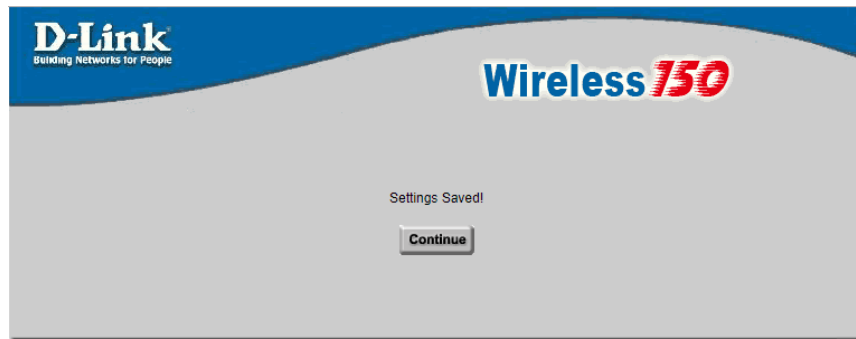 D-Link
Building Networks for People
Wireless 150
Settings Saved!
Continue